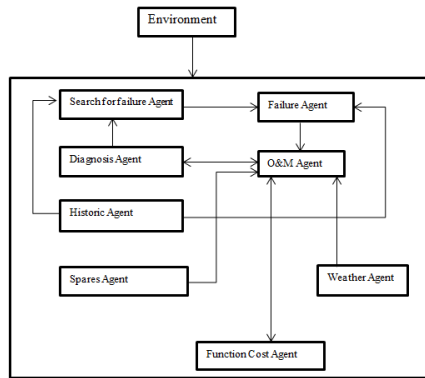 Environment
Search for failure Agent
Failure Agent
Diagnosis Agent
O&M Agent
Historic Agent
Spares Agent
Weather Agent
Function Cost Agent